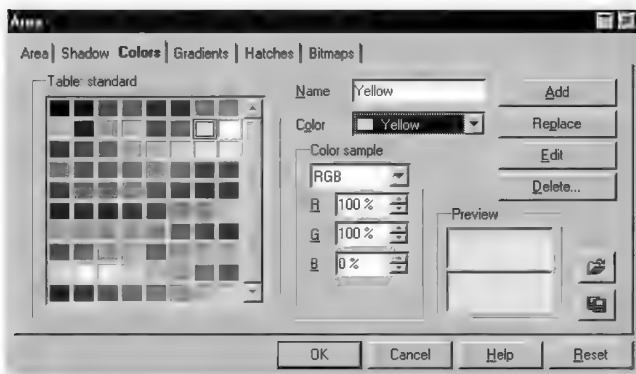 Area
Area Shadow Colors Gradients Hatches Bitmaps
Table: standard
Name Yellow
Color Yellow
Color sample
RGB
R 100 %
G 100 %
B 0 %
Add
Replace
Edit
Delete...
Preview
OK Cancel Help Reset